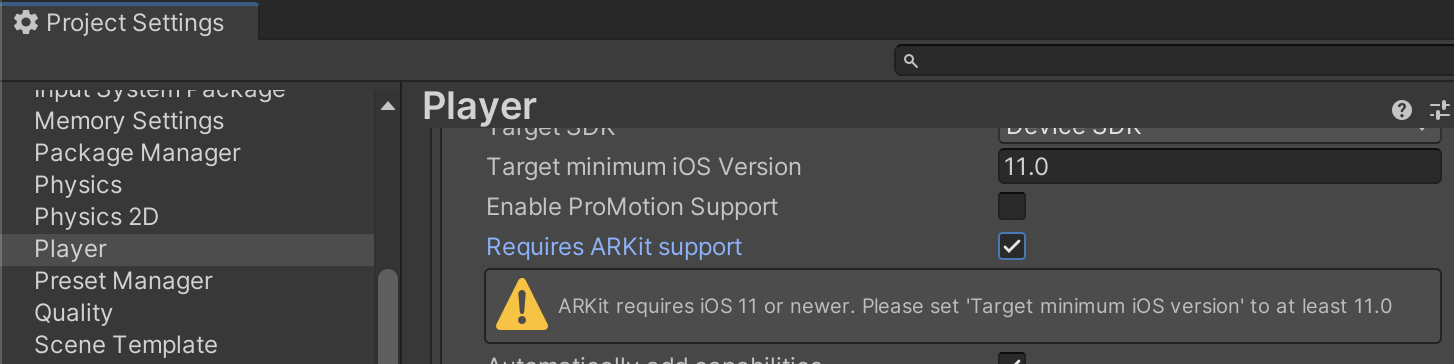 Project Settings
Input System Package
Memory Settings
Package Manager
Physics
Physics 2D
Player
Preset Manager
Quality
Scene Template
Player
Target SDK
Device SDK
Target minimum iOS Version
11.0
Enable ProMotion Support
Requires ARKit support
ARKit requires iOS 11 or newer. Please set 'Target minimum iOS version' to at least 11.0
Automatically add capabilities